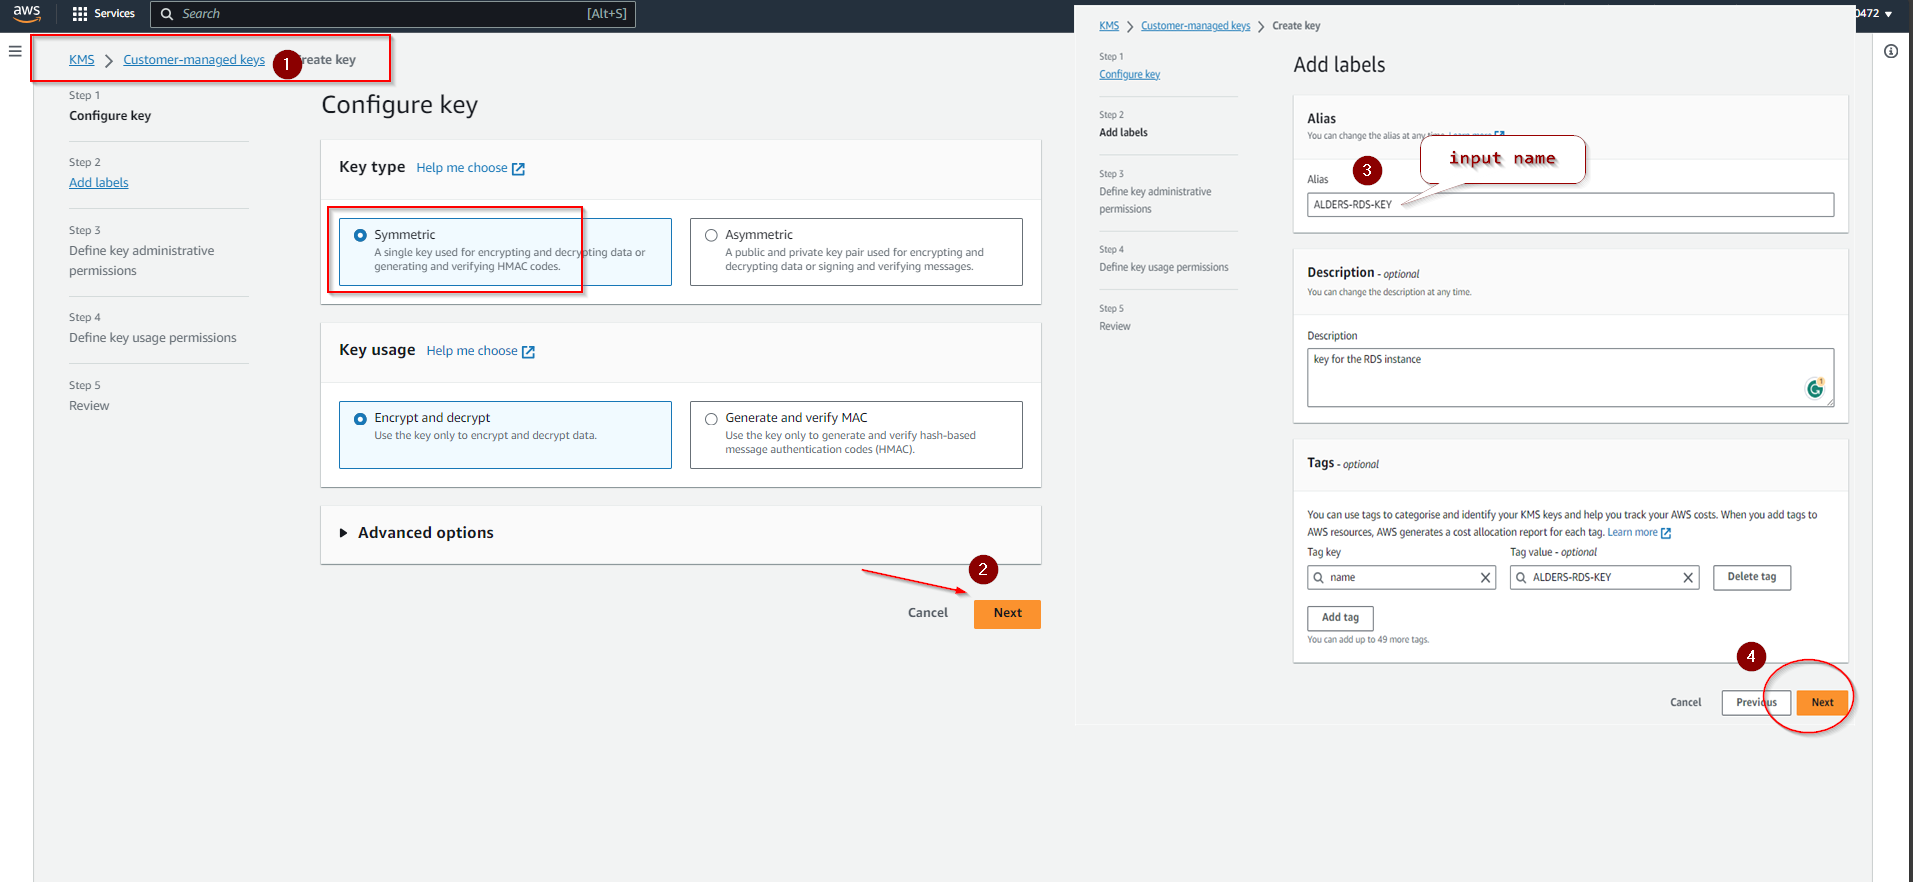 aws
Services
Search
[Alt+S]
0472
KMS > Customer-managed keys
1
reate key
Step 1
Configure key
Step 2
Add labels
Step 3
Define key administrative
permissions
Step 4
Define key usage permissions
Step 5
Review
Configure key
Key type Help me choose
Symmetric
A single key used for encrypting and decrypting data or
generating and verifying HMAC codes.
Asymmetric
A public and private key pair used for encrypting and
decrypting data or signing and verifying messages.
Key usage Help me choose
Encrypt and decrypt
Use the key only to encrypt and decrypt data.
Generate and verify MAC
Use the key only to generate and verify hash-based
message authentication codes (HMAC).
Advanced options
2
Cancel
Next
KMS > Customer-managed keys > Create key
Step 1
Configure key
Step 2
Add labels
Step 3
Define key administrative
permissions
Step 4
Define key usage permissions
Step 5
Review
Add labels
Alias
You can change the alias at any time. Learn more
input name
3
Alias
ALDERS-RDS-KEY
Description - optional
You can change the description at any time.
Description
key for the RDS instance
G 1
Tags - optional
You can use tags to categorise and identify your KMS keys and help you track your AWS costs. When you add tags to
AWS resources, AWS generates a cost allocation report for each tag. Learn more
Tag key
Tag value - optional
name
ALDERS-RDS-KEY
Delete tag
Add tag
You can add up to 49 more tags.
4
Cancel
Previous
Next